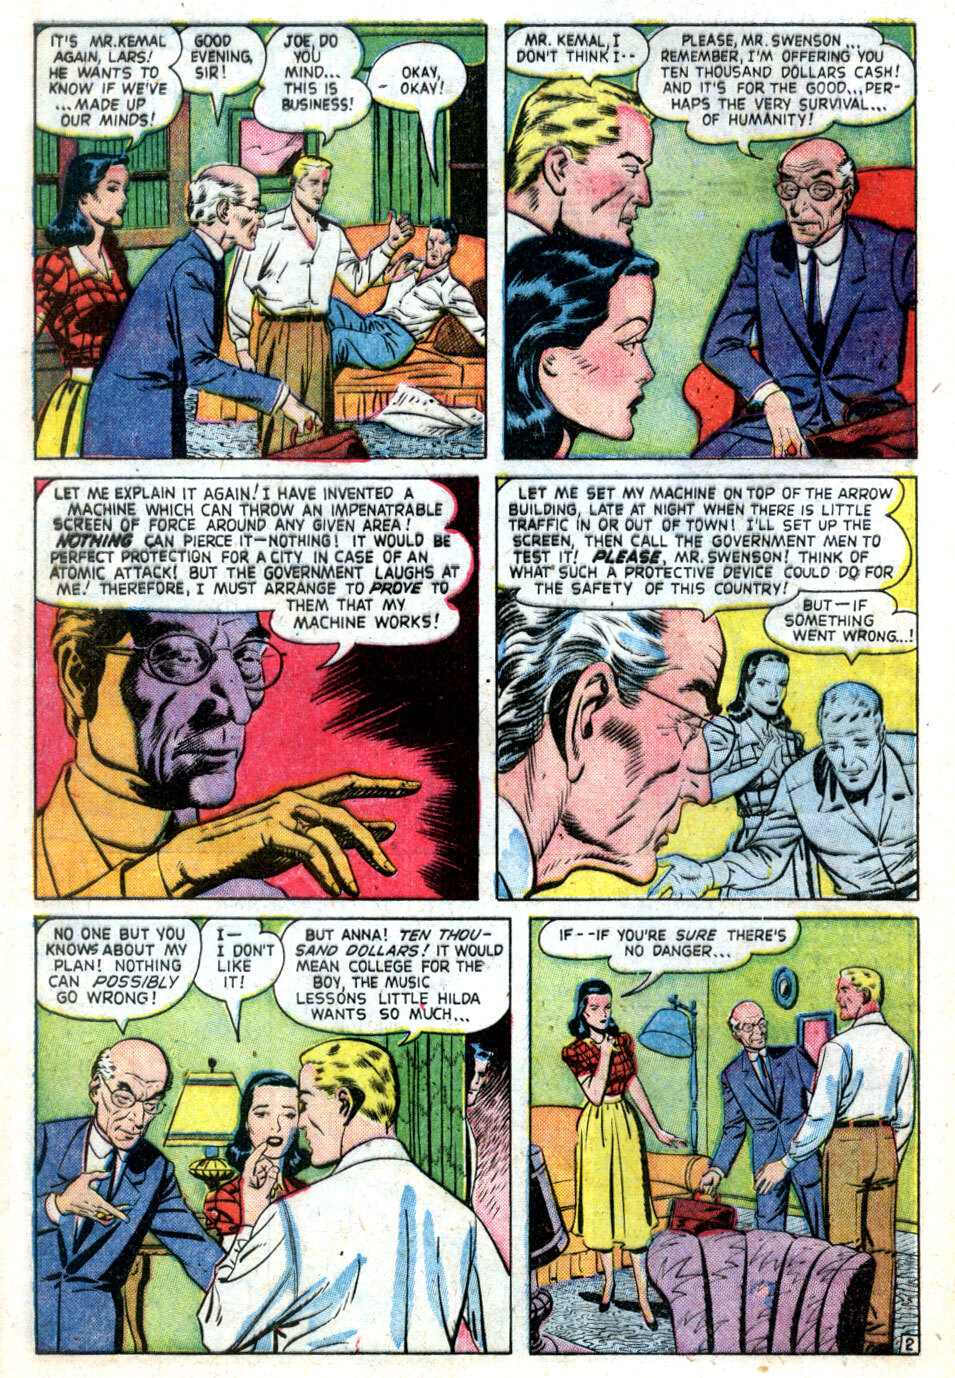 IT'S MR. KEMAL
AGAIN, LARS!
HE WANTS TO
KNOW IF WE'VE
...MADE UP
OUR MINDS!
GOOD
EVENING,
SIR!
JOE, DO
YOU
MIND...
THIS IS
BUSINESS!
OKAY,
OKAY!
MR. KEMAL, I
DON'T THINK I--
PLEASE, MR. SWENSON...
REMEMBER, I'M OFFERING YOU
TEN THOUSAND DOLLARS CASH!
AND IT'S FOR THE GOOD...PER-
HAPS THE VERY SURVIVAL...
OF HUMANITY!
LET ME EXPLAIN IT AGAIN! I HAVE INVENTED A
MACHINE WHICH CAN THROW AN IMPENATRABLE
SCREEN OF FORCE AROUND ANY GIVEN AREA!
NOTHING CAN PIERCE IT—NOTHING! IT WOULD BE
PERFECT PROTECTION FOR A CITY IN CASE OF AN
ATOMIC ATTACK! BUT THE GOVERNMENT LAUGHS AT
ME! THEREFORE, I MUST ARRANGE TO PROVE TO
THEM THAT MY
MACHINE WORKS!
LET ME SET MY MACHINE ON TOP OF THE ARROW
BUILDING, LATE AT NIGHT WHEN THERE IS LITTLE
TRAFFIC IN OR OUT OF TOWN! I'LL SET UP THE
SCREEN, THEN CALL THE GOVERNMENT MEN TO
TEST IT! PLEASE, MR. SWENSON! THINK OF
WHAT SUCH A PROTECTIVE DEVICE COULD DO FOR
THE SAFETY OF THIS COUNTRY!
BUT—IF
SOMETHING
WENT WRONG...!
NO ONE BUT YOU
KNOWS ABOUT MY
PLAN! NOTHING
CAN POSSIBLY
GO WRONG!
I—
I DON'T
LIKE
IT!
BUT ANNA! TEN THOU-
SAND DOLLARS! IT WOULD
MEAN COLLEGE FOR THE
BOY, THE MUSIC
LESSONS LITTLE HILDA
WANTS SO MUCH...
IF--IF YOU'RE SURE THERE'S
NO DANGER...
2